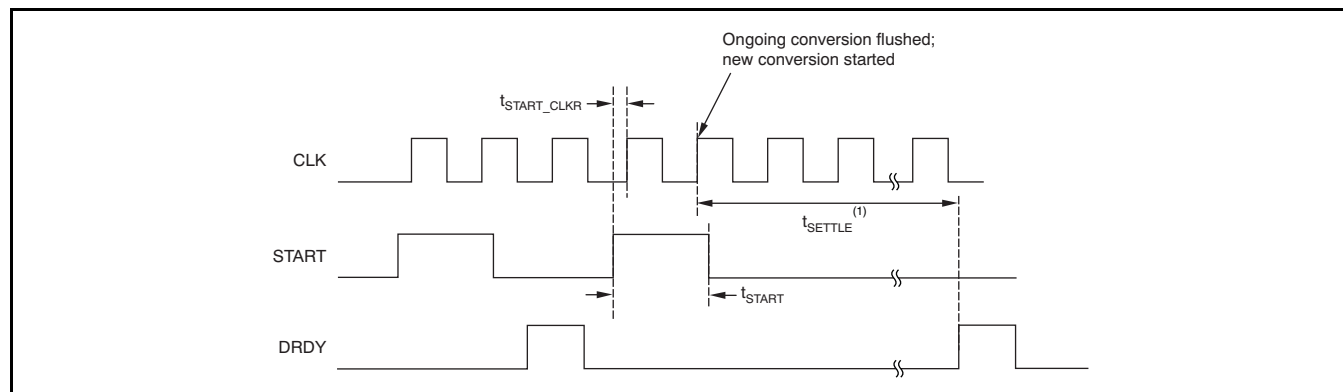 Ongoing conversion flushed;
new conversion started
tSTART_CLKR
CLK
tSETTLE(1)
START
tSTART
DRDY